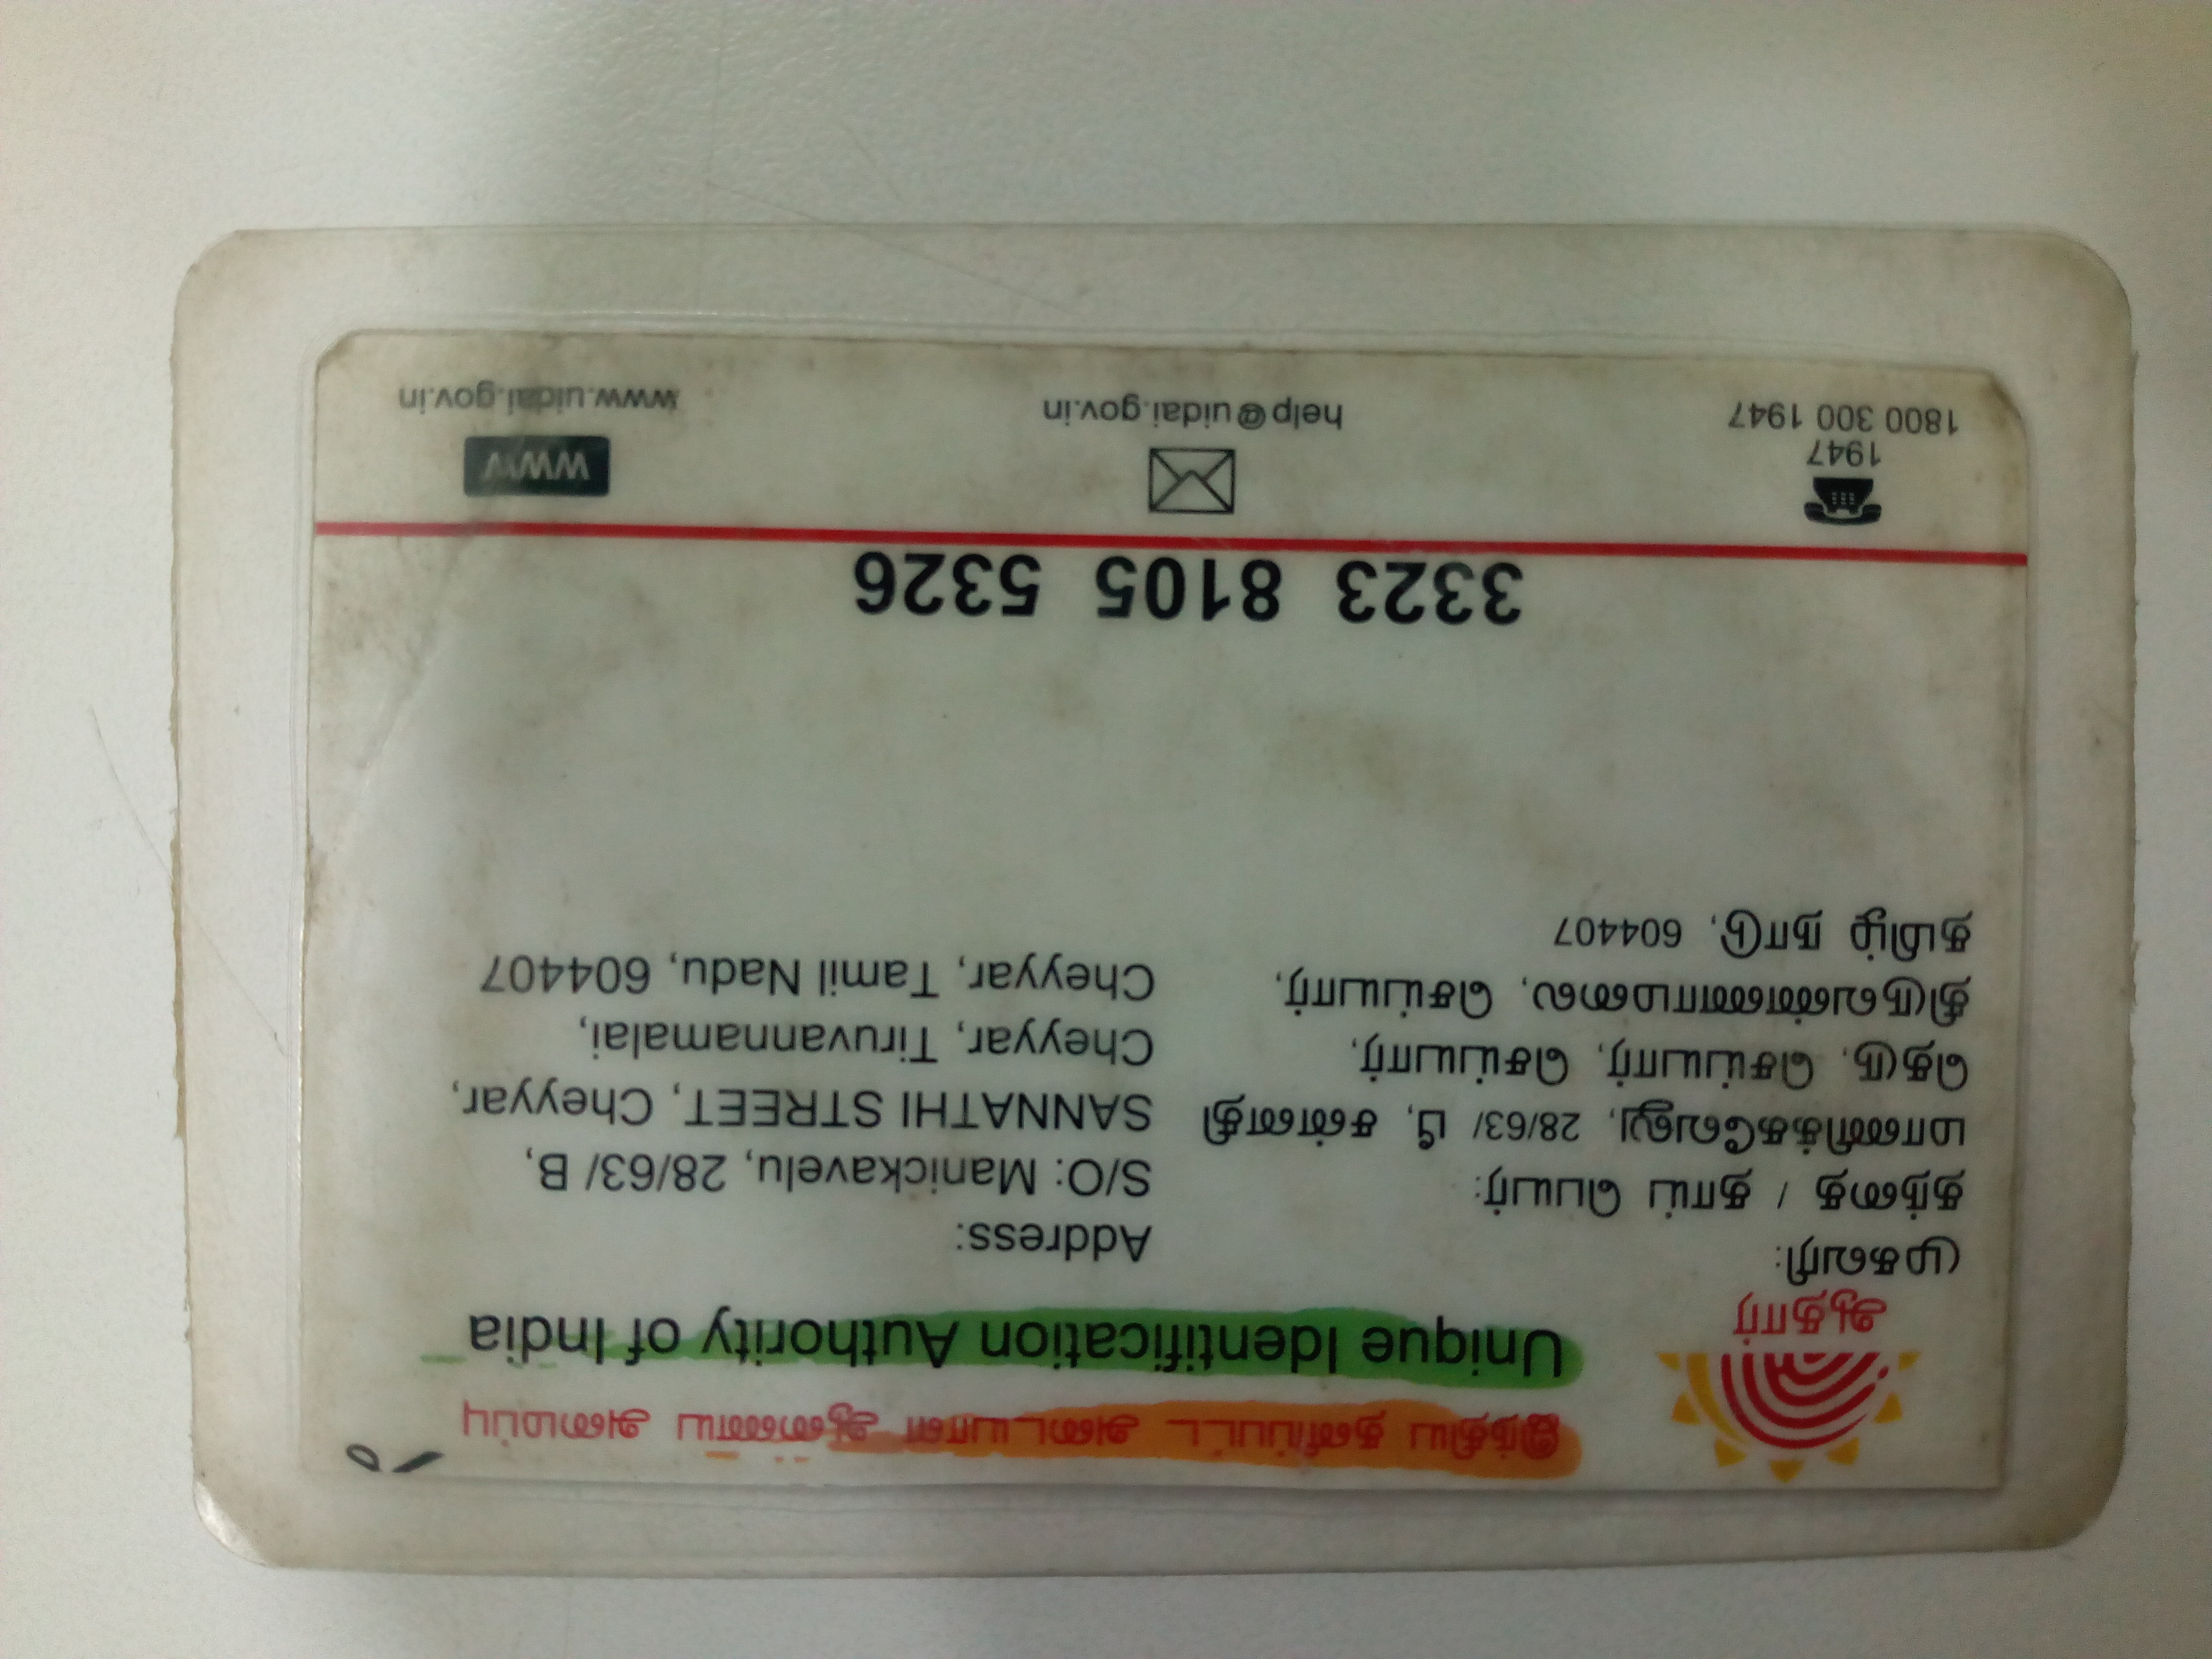 இந்திய தனிப்பட்ட அடையாள ஆணைய அமைப்பு
Unique Identification Authority of India
ஆதார்
முகவரி:
தந்தை / தாய் பெயர்:
மாணிக்கவேலு, 28/63/ பீ, சன்னதி
தெரு, செய்யார், செய்யார்,
திருவண்ணாமலை, செய்யார்,
தமிழ் நாடு, 604407
Address:
S/O: Manickavelu, 28/63/ B,
SANNATHI STREET, Cheyyar,
Cheyyar, Tiruvannamalai,
Cheyyar, Tamil Nadu, 604407
3323 8105 5326
1947
1800 300 1947
help@uidai.gov.in
WWW
www.uidai.gov.in